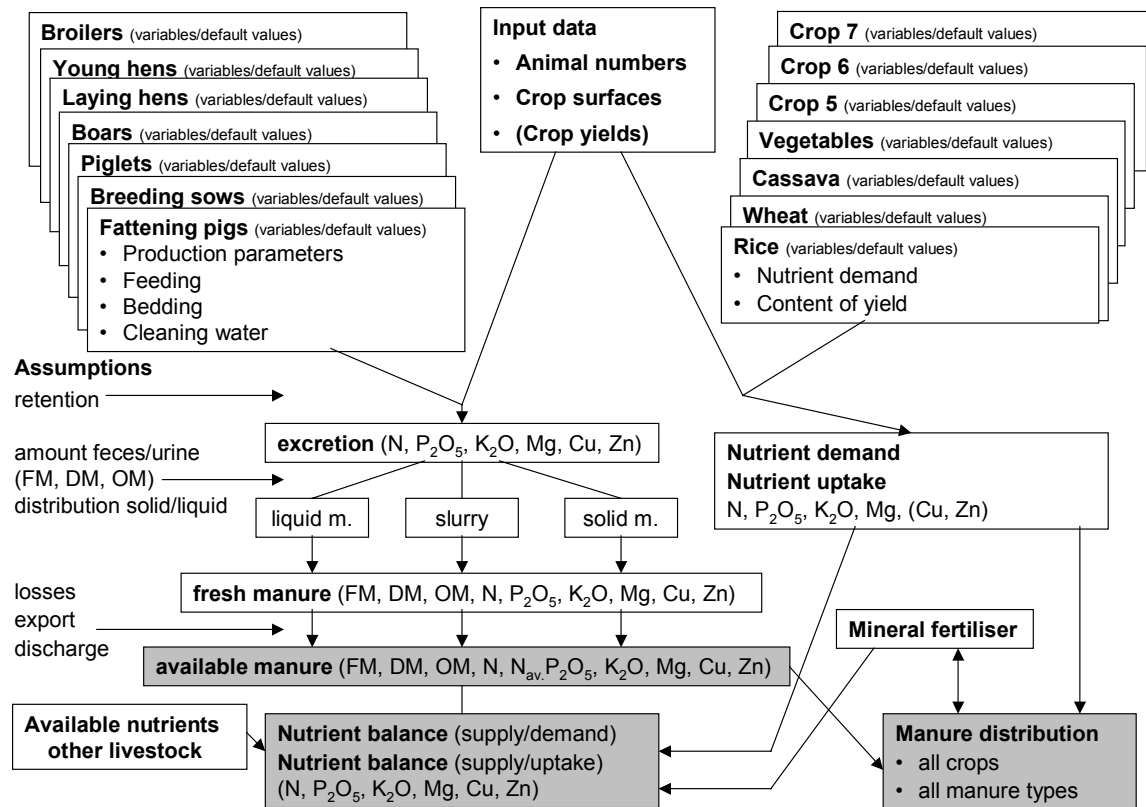 Broilers (variables/default values)
Young hens (variables/default values)
Laying hens (variables/default values)
Boars (variables/default values)
Piglets (variables/default values)
Breeding sows (variables/default values)
Fattening pigs (variables/default values)
• Production parameters
• Feeding
• Bedding
• Cleaning water
Input data
• Animal numbers
• Crop surfaces
• (Crop yields)
Crop 7 (variables/default values)
Crop 6 (variables/default values)
Crop 5 (variables/default values)
Vegetables (variables/default values)
Cassava (variables/default values)
Wheat (variables/default values)
Rice (variables/default values)
• Nutrient demand
• Content of yield
Assumptions
retention
amount feces/urine
(FM, DM, OM)
distribution solid/liquid
losses
export
discharge
excretion (N, P₂O₅, K₂O, Mg, Cu, Zn)
liquid m.
slurry
solid m.
fresh manure (FM, DM, OM, N, P₂O₅, K₂O, Mg, Cu, Zn)
available manure (FM, DM, OM, N, Nav.P₂O₅, K₂O, Mg, Cu, Zn)
Nutrient demand
Nutrient uptake
N, P₂O₅, K₂O, Mg, (Cu, Zn)
Mineral fertiliser
Available nutrients
other livestock
Nutrient balance (supply/demand)
Nutrient balance (supply/uptake)
(N, P₂O₅, K₂O, Mg, Cu, Zn)
Manure distribution
• all crops
• all manure types